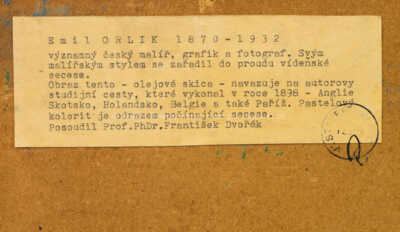 Emil ORLIK 1870-1932
významný český malíř, grafik a fotograf. Svým
malířským stylem se zařadil do proudu vídenské
secese.
Obraz tento - olejové skica - navazuje na autorovy
studijní cesty, které vykonal v roce 1898 - Anglie
Skotsko, Holandsko, Belgie a také Paříž. Pastelový
kolorit je odrazem počínající secese.
Posoudil Prof.PhDr.František Dvořák